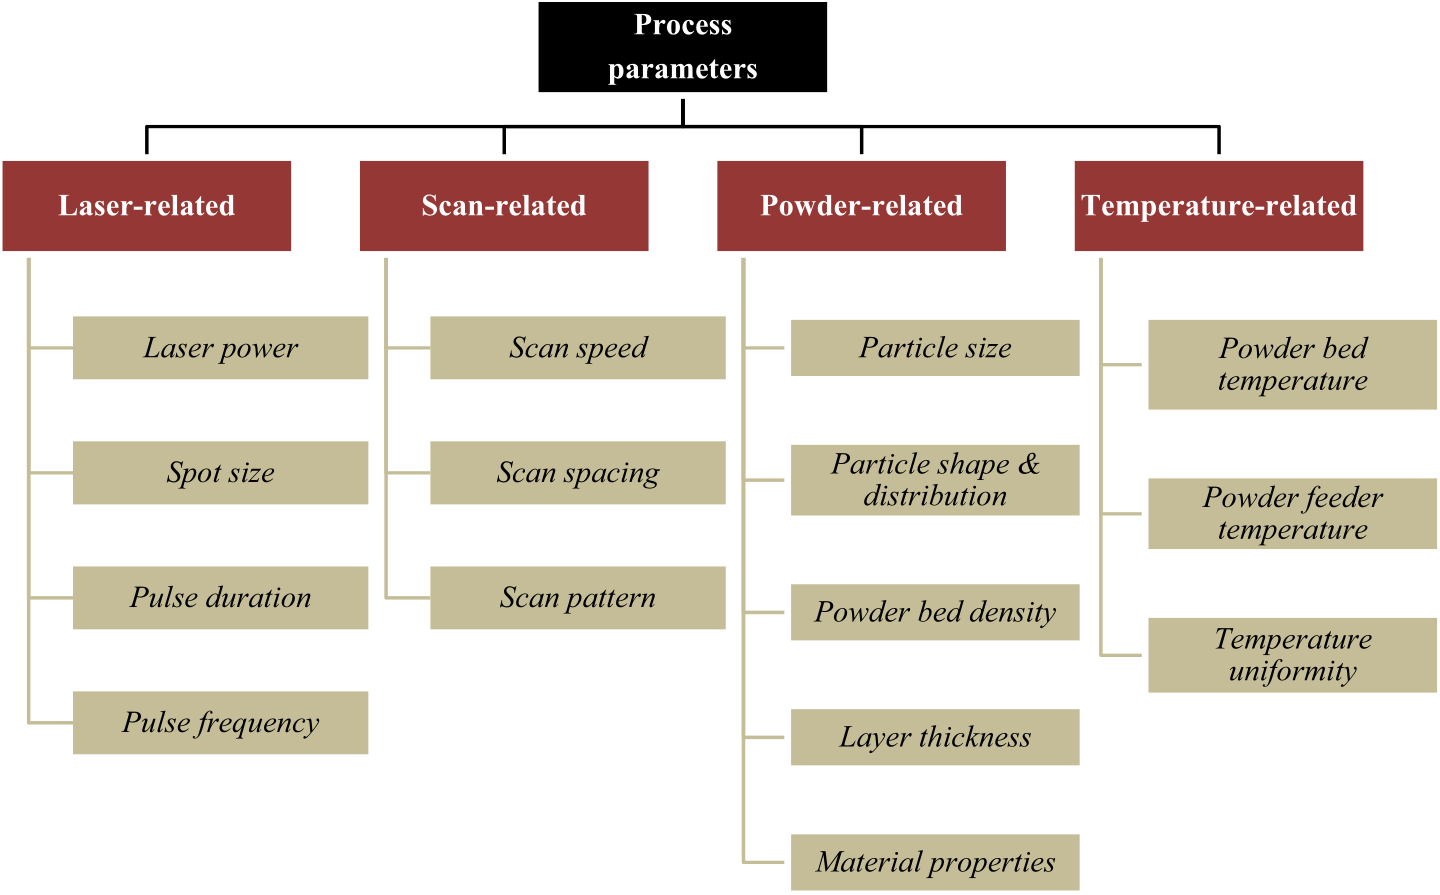 Process
parameters
Laser-related
Scan-related
Powder-related
Temperature-related
Laser power
Spot size
Pulse duration
Pulse frequency
Scan speed
Scan spacing
Scan pattern
Particle size
Particle shape &
distribution
Powder bed density
Layer thickness
Material properties
Powder bed
temperature
Powder feeder
temperature
Temperature
uniformity